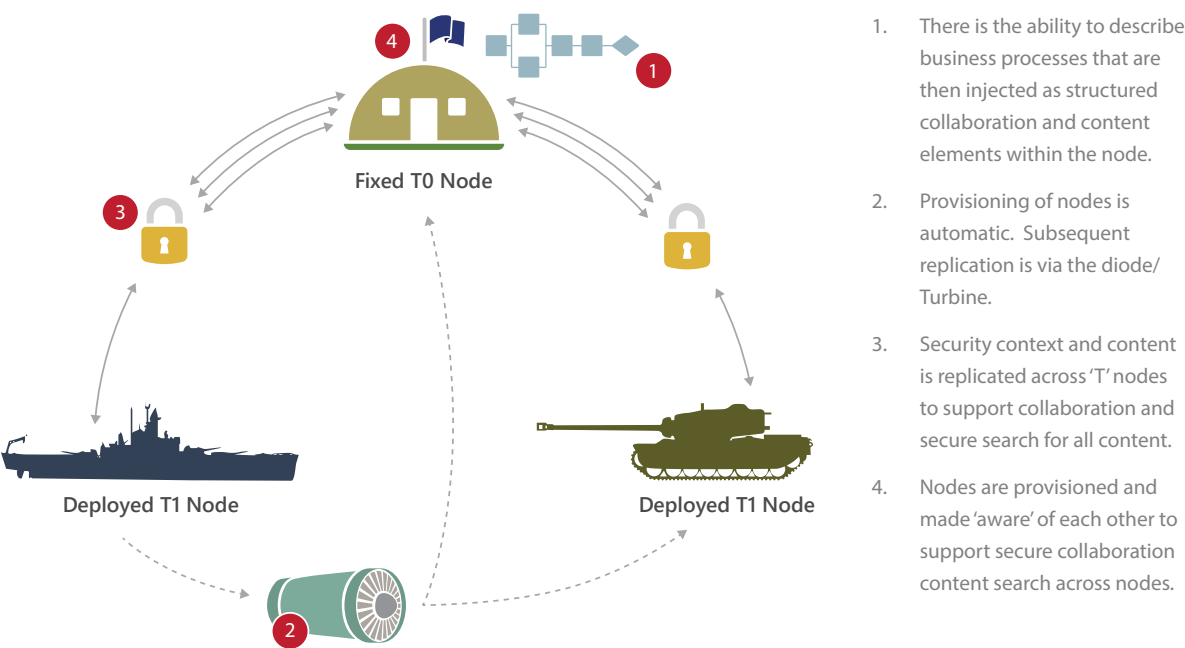 4
1
Fixed T0 Node
3
Deployed T1 Node
Deployed T1 Node
2
1. There is the ability to describe
business processes that are
then injected as structured
collaboration and content
elements within the node.
2. Provisioning of nodes is
automatic. Subsequent
replication is via the diode/
Turbine.
3. Security context and content
is replicated across ‘T’ nodes
to support collaboration and
secure search for all content.
4. Nodes are provisioned and
made ‘aware’ of each other to
support secure collaboration
content search across nodes.